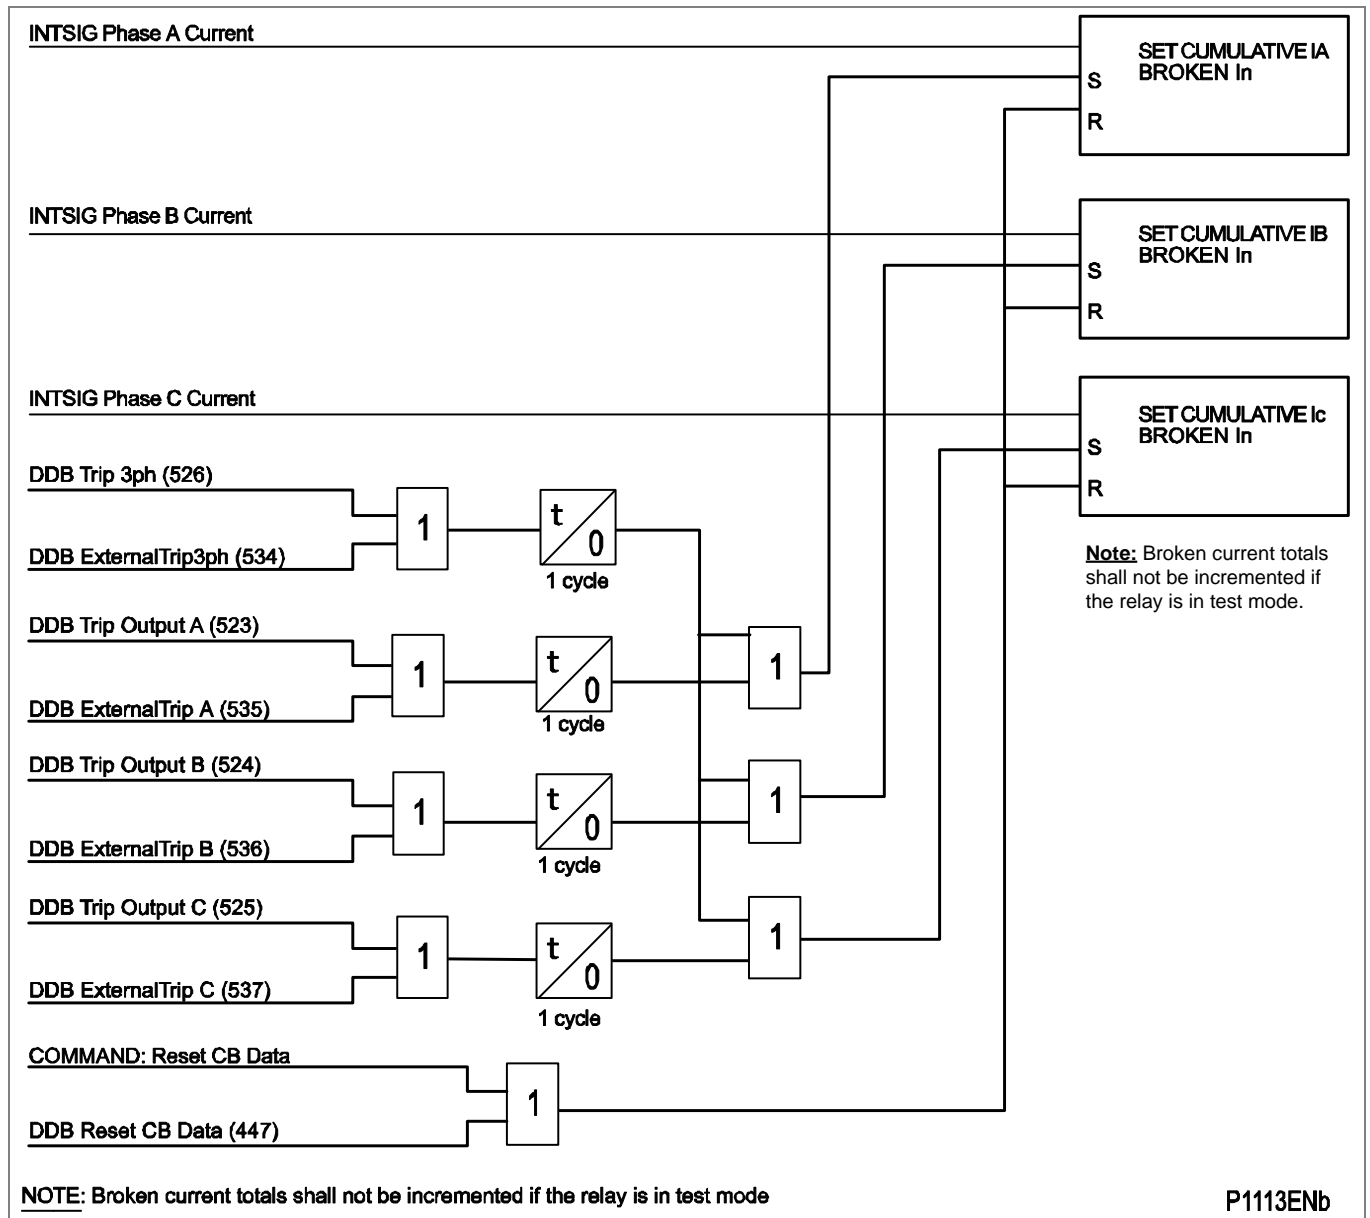 INTSIG Phase A Current
SET CUMULATIVE IA
BROKEN In
S
R
INTSIG Phase B Current
SET CUMULATIVE IB
BROKEN In
S
R
INTSIG Phase C Current
SET CUMULATIVE Ic
BROKEN In
S
R
Note: Broken current totals
shall not be incremented if
the relay is in test mode.
DDB Trip 3ph (526)
DDB ExternalTrip3ph (534)
1
t
0
1 cycle
DDB Trip Output A (523)
DDB ExternalTrip A (535)
1
t
0
1 cycle
1
DDB Trip Output B (524)
DDB ExternalTrip B (536)
1
t
0
1 cycle
1
DDB Trip Output C (525)
DDB ExternalTrip C (537)
1
t
0
1 cycle
1
COMMAND: Reset CB Data
DDB Reset CB Data (447)
1
NOTE: Broken current totals shall not be incremented if the relay is in test mode
P1113ENb